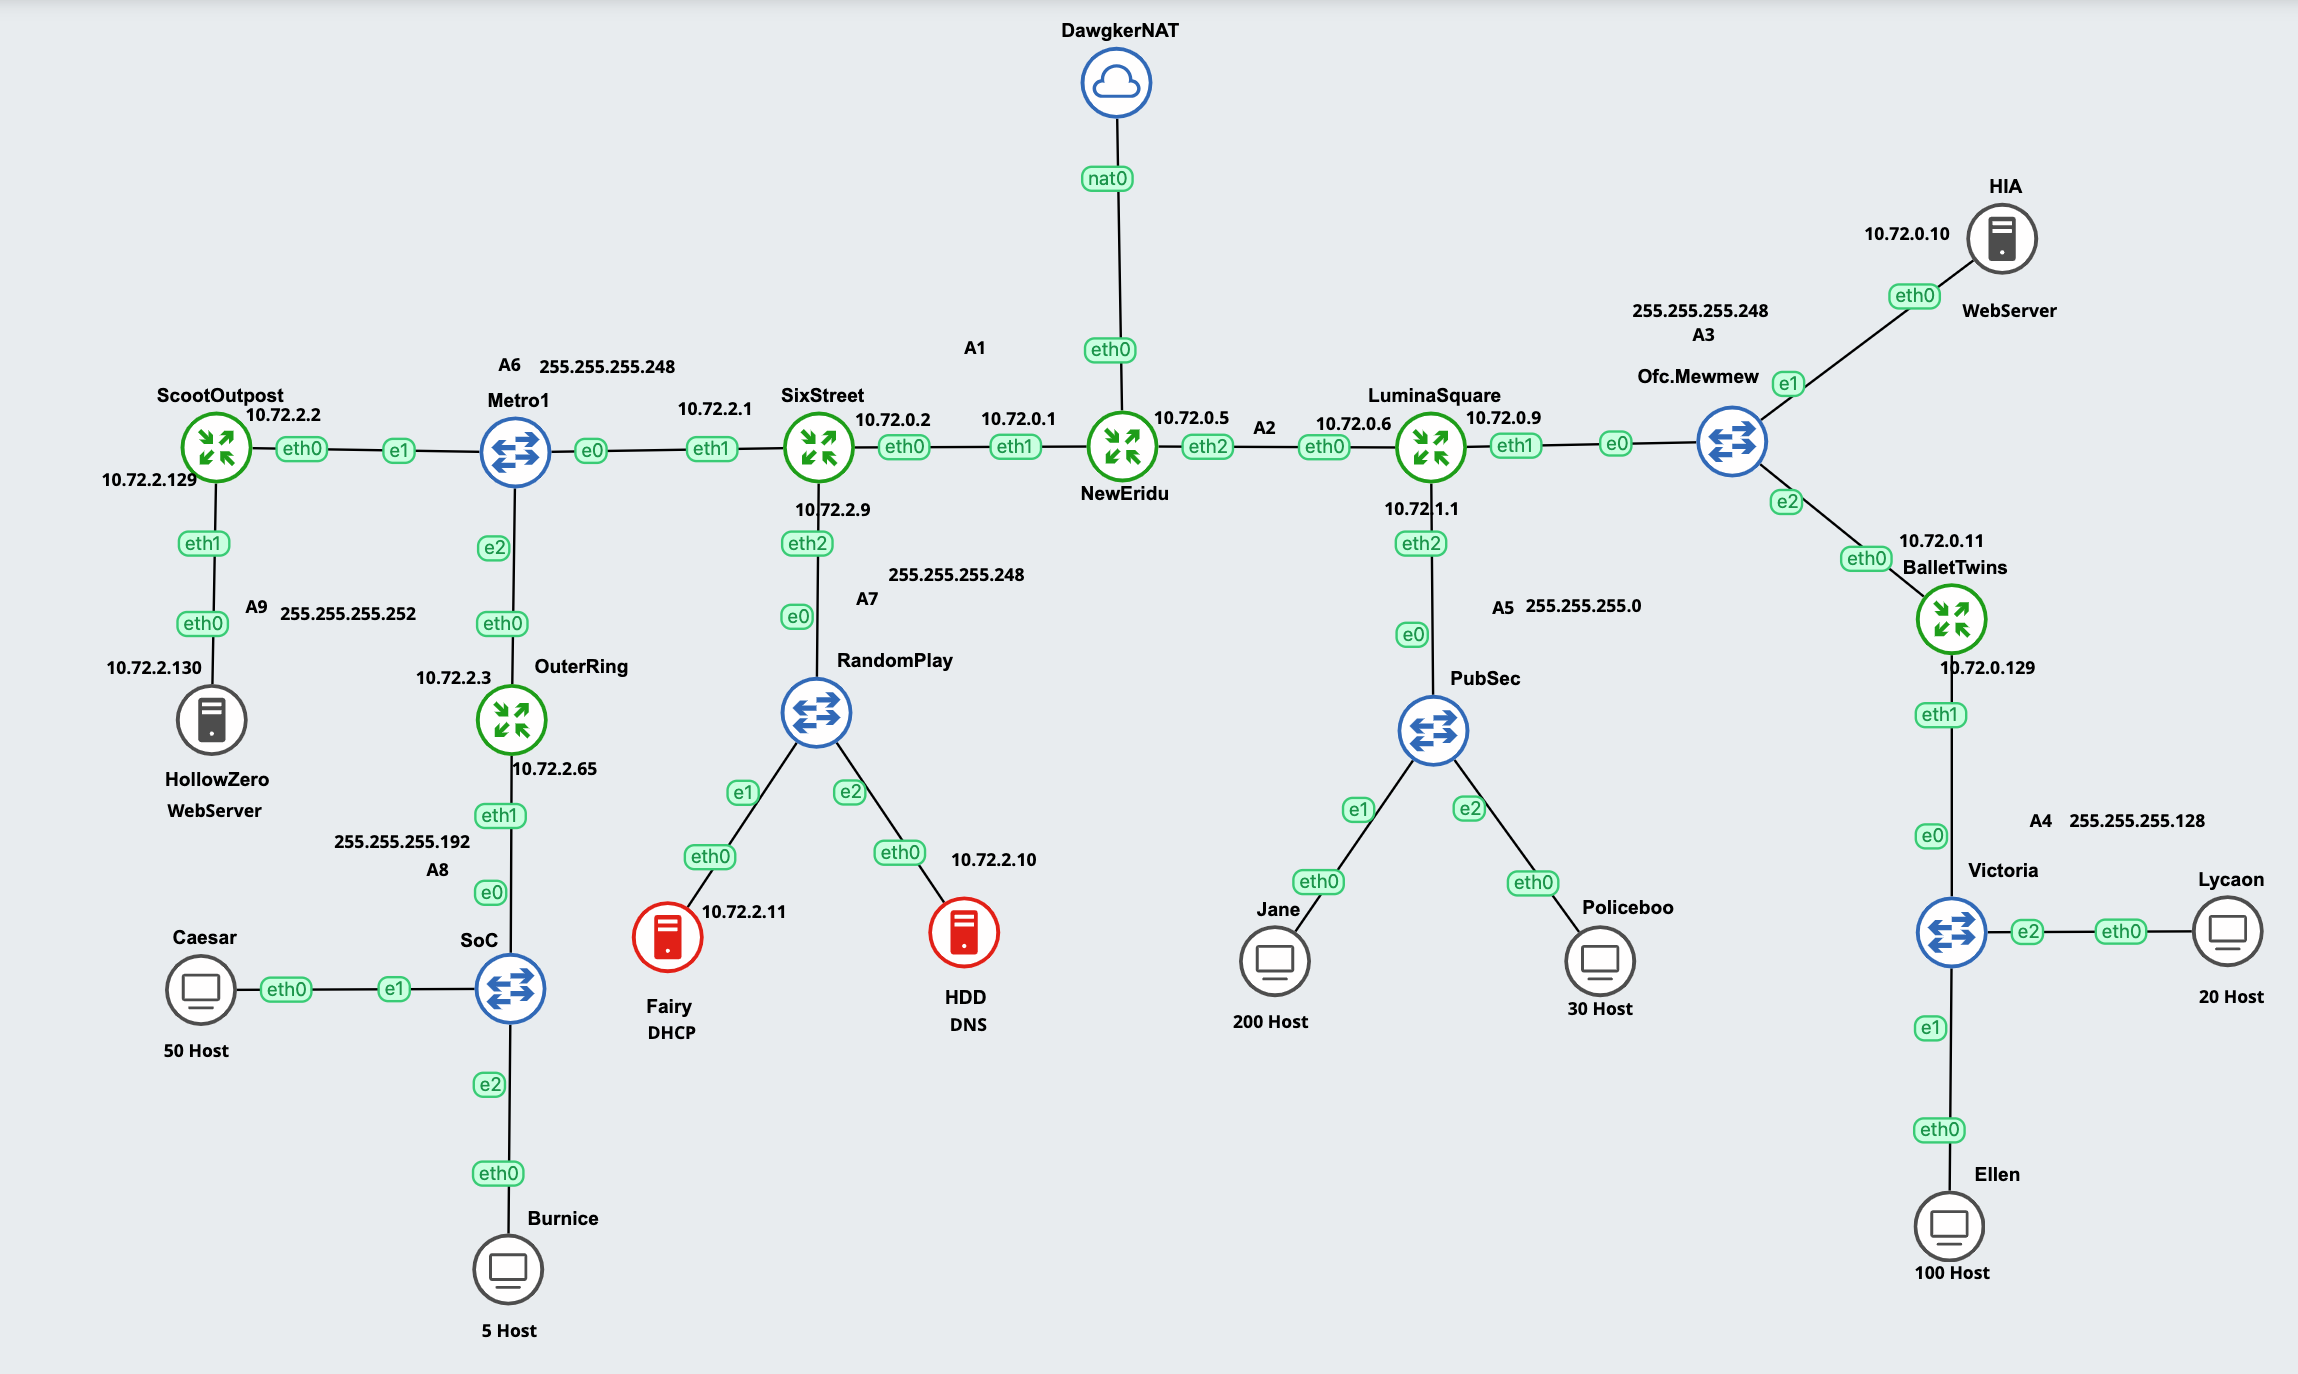 DawgkerNAT
nat0
HIA
10.72.0.10
eth0
WebServer
255.255.255.248
A3
A1
eth0
A6
255.255.255.248
Ofc.Mewmew
e1
ScootOutpost
10.72.2.2
Metro1
10.72.2.1
SixStreet
10.72.0.2
10.72.0.1
10.72.0.5
A2
10.72.0.6
LuminaSquare
10.72.0.9
eth0
e1
e0
eth1
eth0
eth1
eth2
eth0
eth1
e0
10.72.2.129
NewEridu
10.72.2.9
10.72.1.1
e2
eth1
e2
eth2
eth2
10.72.0.11
eth0
BalletTwins
255.255.255.248
A7
A9
255.255.255.252
eth0
eth0
e0
A5
255.255.255.0
e0
10.72.2.130
OuterRing
10.72.2.3
RandomPlay
PubSec
10.72.0.129
eth1
HollowZero
WebServer
10.72.2.65
eth1
e1
e2
e1
e2
255.255.255.192
A8
e0
eth0
eth0
10.72.2.10
eth0
eth0
e0
A4
255.255.255.128
Victoria
Lycaon
Caesar
SoC
10.72.2.11
Jane
Policeboo
e2
eth0
eth0
e1
50 Host
Fairy
DHCP
HDD
DNS
200 Host
30 Host
20 Host
e2
e1
eth0
eth0
Burnice
Ellen
5 Host
100 Host